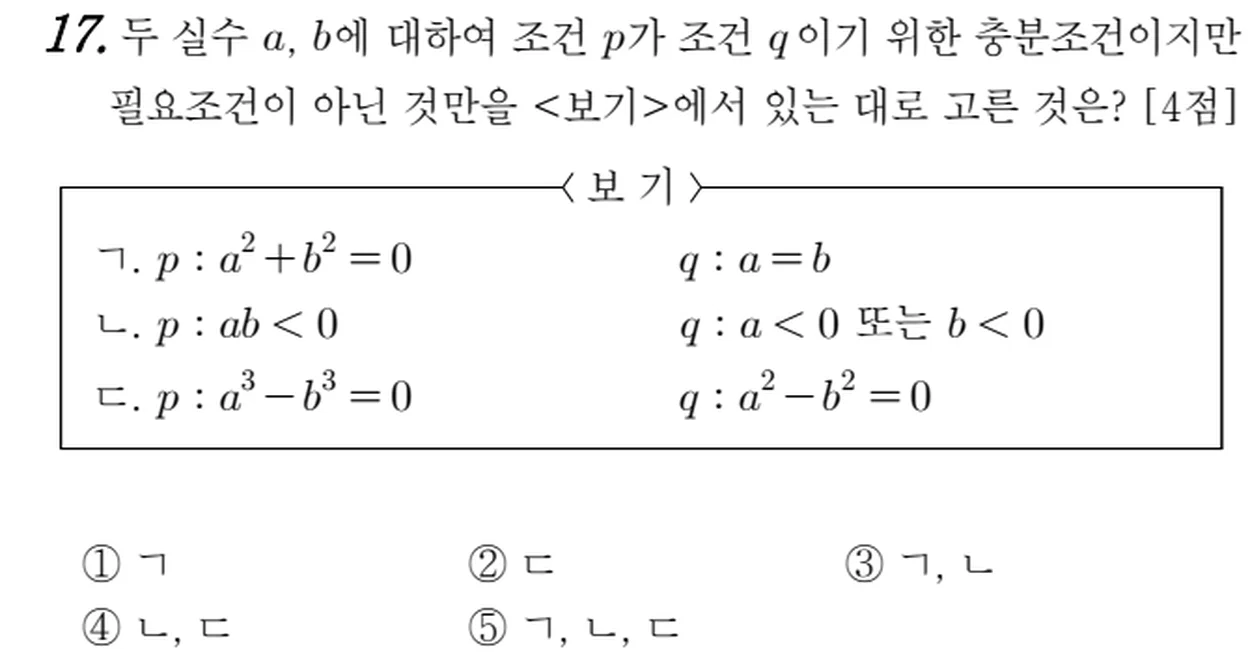 17. 두 실수 a, b에 대하여 조건 p가 조건 q이기 위한 충분조건이지만
필요조건이 아닌 것만을 <보기>에서 있는 대로 고른 것은? [4점]
〈보 기〉
ㄱ. p : a²+b²=0 q : a=b
ㄴ. p : ab<0 q : a<0 또는 b<0
ㄷ. p : a³-b³=0 q : a²-b²=0
① ㄱ ② ㄷ ③ ㄱ, ㄴ
④ ㄴ, ㄷ ⑤ ㄱ, ㄴ, ㄷ